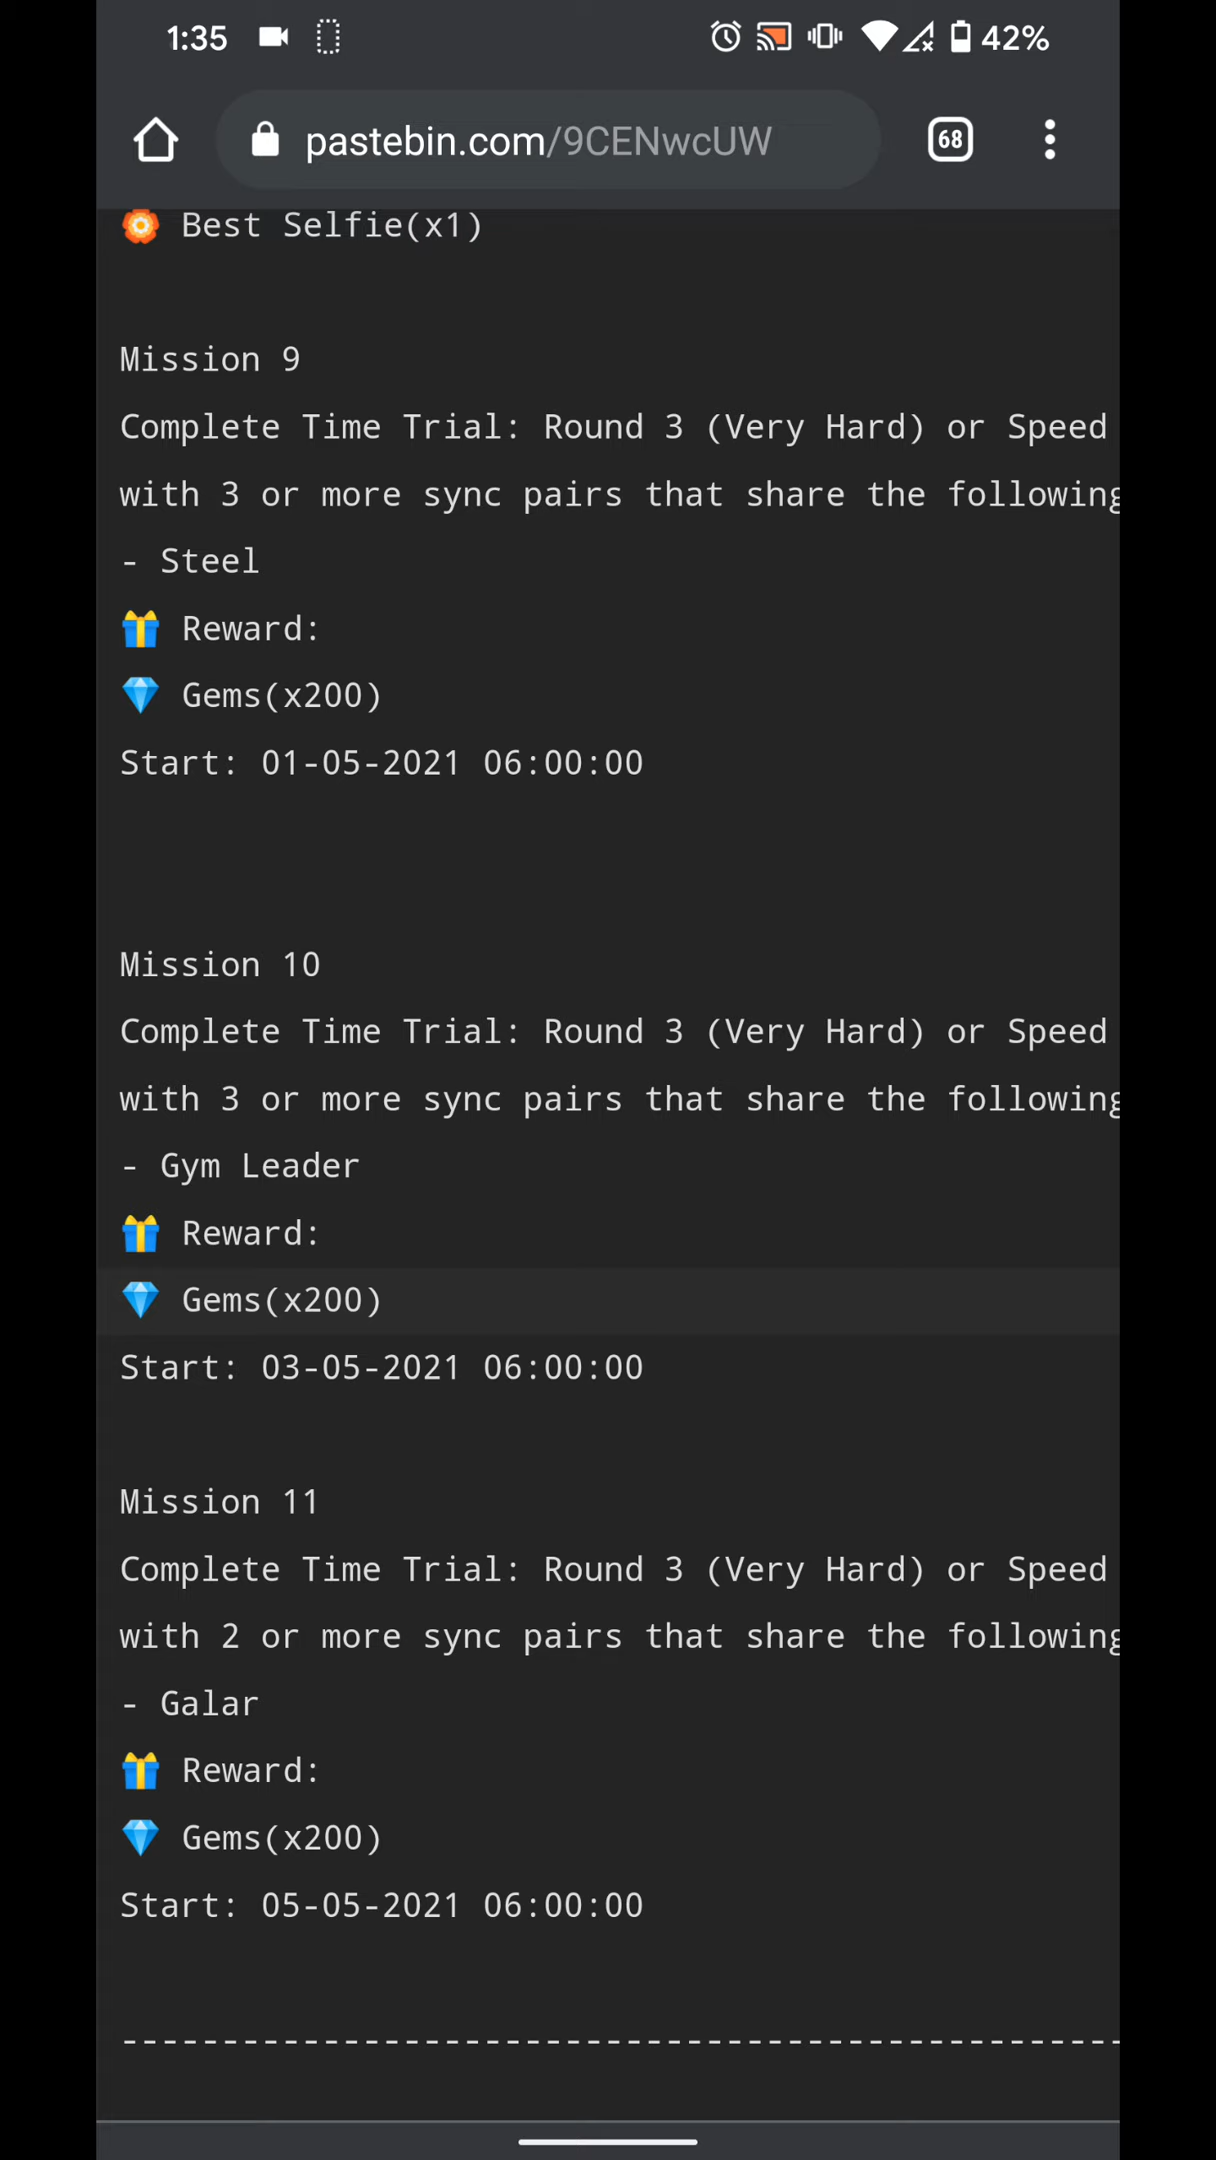 1:35 42%
pastebin.com/9CENwcUW 68
Best Selfie(x1)
Mission 9
Complete Time Trial: Round 3 (Very Hard) or Speed
with 3 or more sync pairs that share the following
- Steel
Reward:
Gems(x200)
Start: 01-05-2021 06:00:00
Mission 10
Complete Time Trial: Round 3 (Very Hard) or Speed
with 3 or more sync pairs that share the following
- Gym Leader
Reward:
Gems(x200)
Start: 03-05-2021 06:00:00
Mission 11
Complete Time Trial: Round 3 (Very Hard) or Speed
with 2 or more sync pairs that share the following
- Galar
Reward:
Gems(x200)
Start: 05-05-2021 06:00:00
--------------------------------------------------